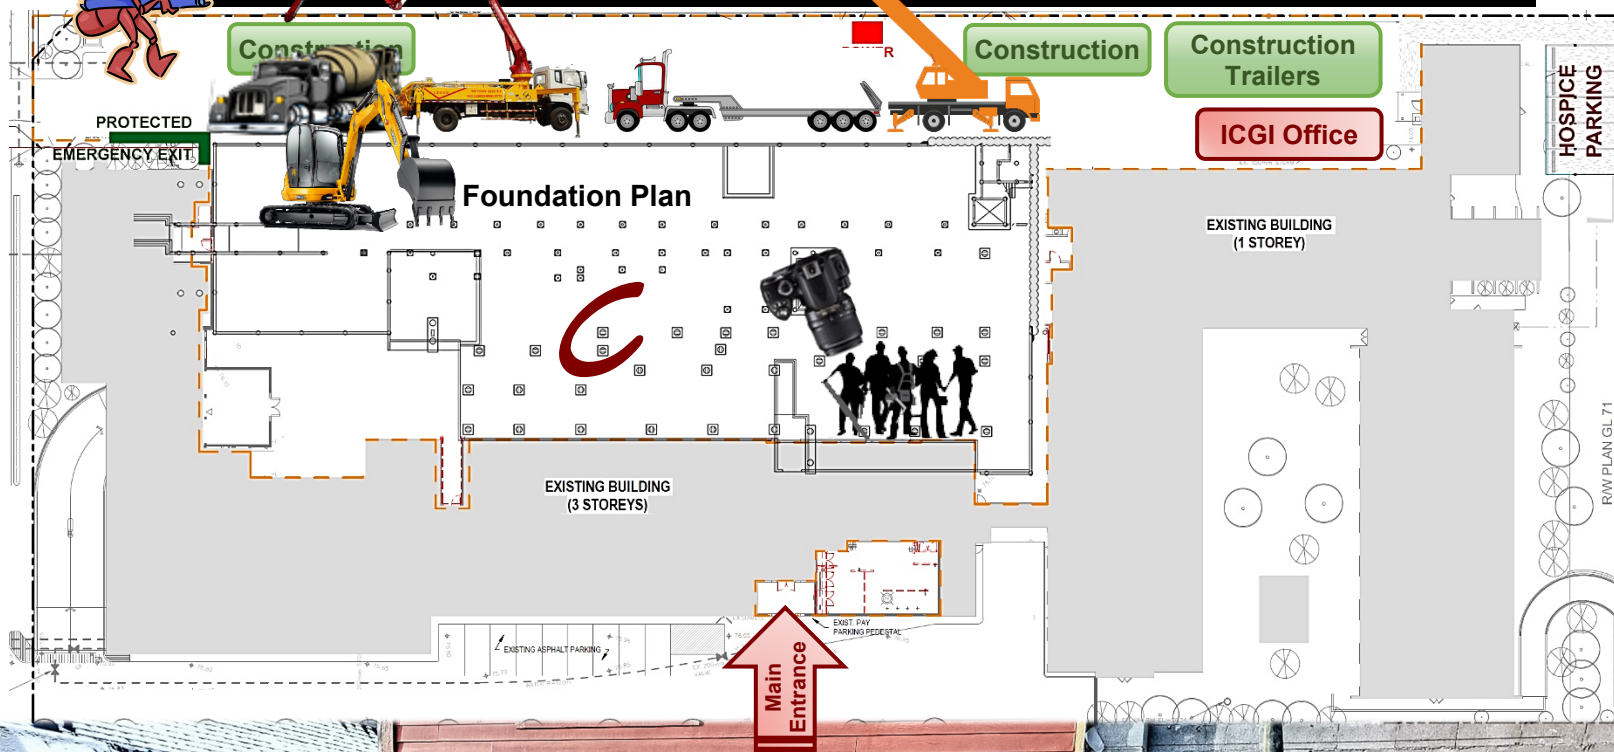 Construction
Construction
Construction
Trailers
ICGI Office
HOSPICE
PARKING
PROTECTED
EMERGENCY EXIT
Foundation Plan
C
EXISTING BUILDING
(1 STOREY)
EXISTING BUILDING
(3 STOREYS)
R/W PLAN GL 71
EXIST. PAY
PARKING PEDESTAL
EXISTING ASPHALT PARKING
Main
Entrance